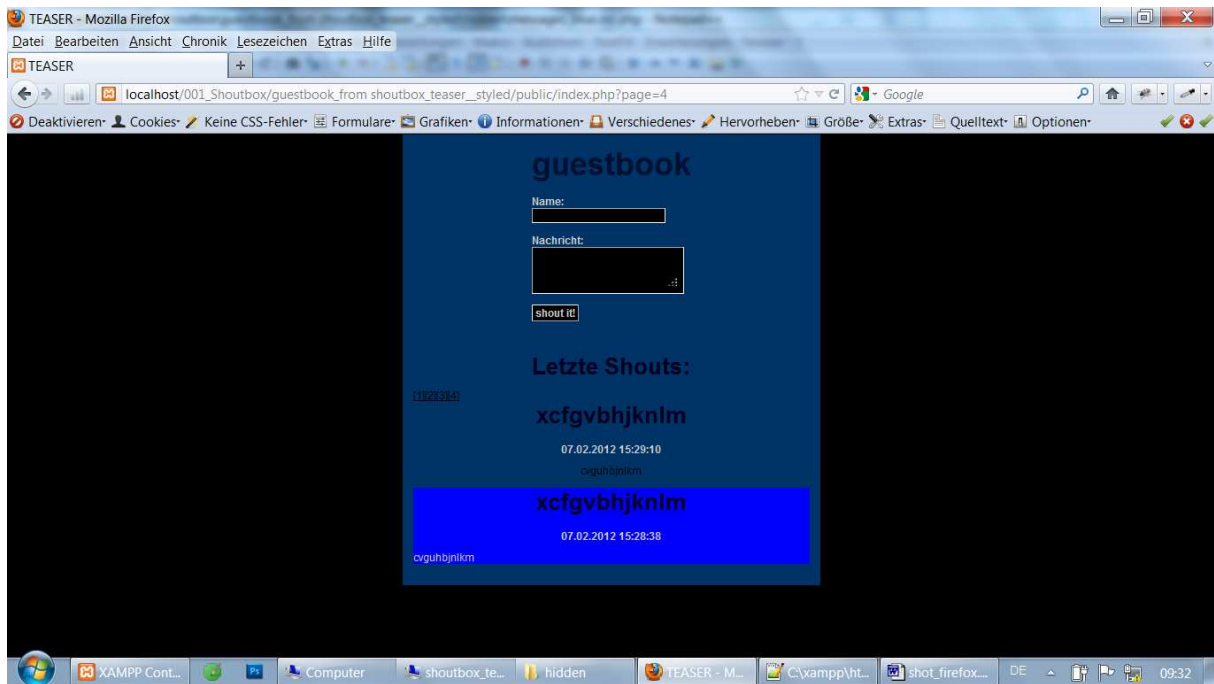 TEASER - Mozilla Firefox
Datei Bearbeiten Ansicht Chronik Lesezeichen Extras Hilfe
TEASER +
localhost/001_Shoutbox/guestbook_from shoutbox_teaser__styled/public/index.php?page=4 Google
Deaktivieren Cookies Keine CSS-Fehler Formulare Grafiken Informationen Verschiedenes Hervorheben Größe Extras Quelltext Optionen
guestbook
Name:
Nachricht:
shout it!
Letzte Shouts:
[1][2][3][4]
xcfgvbhjknlm
07.02.2012 15:29:10
cvguhbjnlkm
xcfgvbhjknlm
07.02.2012 15:28:38
cvguhbjnlkm
XAMPP Cont... Ps Computer shoutbox_te... hidden TEASER - M... C:\xampp\ht... shot_firefox.... DE 09:32